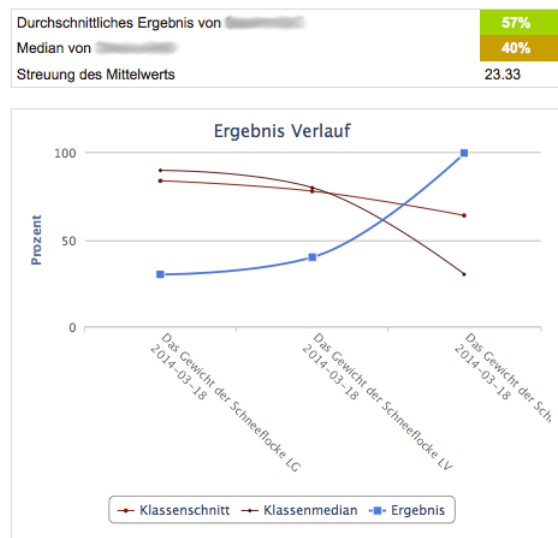 Durchschnittliches Ergebnis von
57%
Median von
40%
Streuung des Mittelwerts
23.33
Ergebnis Verlauf
Prozent
100
50
0
Das Gewicht der Schneeflocke LG
2014-03-18
Das Gewicht der Schneeflocke LV
2014-03-18
Das Gewicht der Sch
2014-03-18
Klassenschnitt
Klassenmedian
Ergebnis